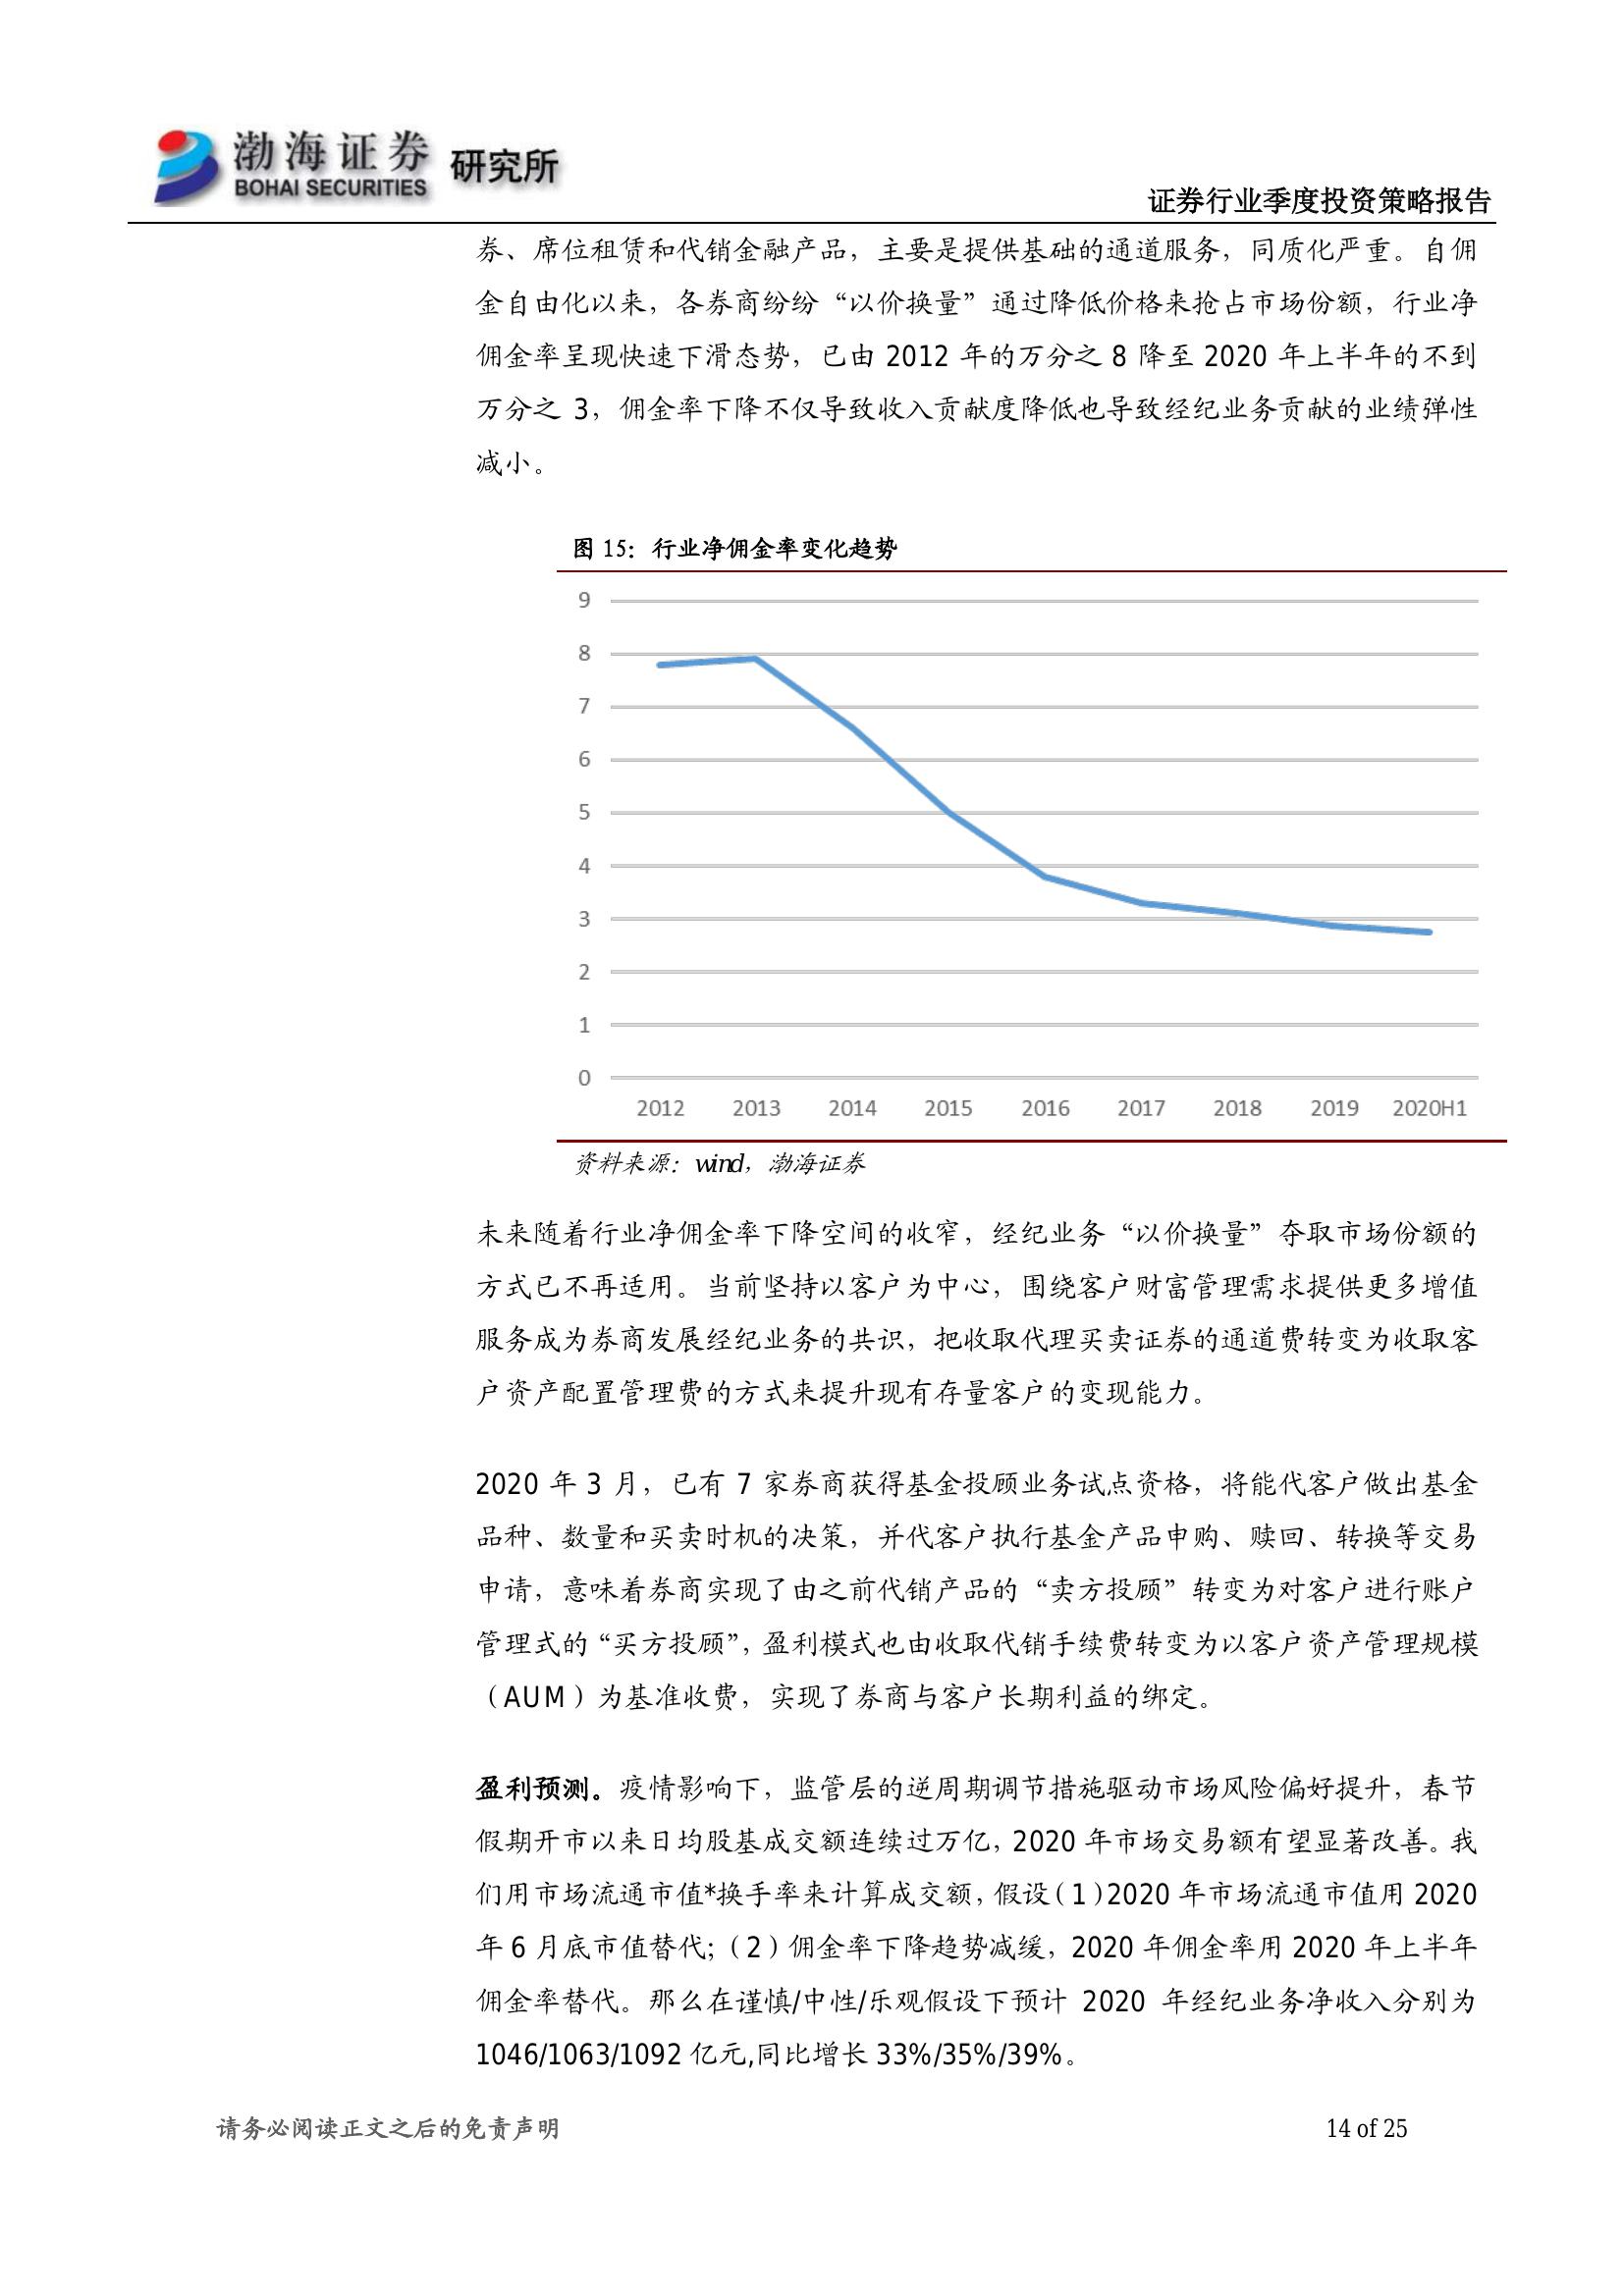 渤海证券 研究所
BOHAI SECURITIES
证券行业季度投资策略报告
券、席位租赁和代销金融产品，主要是提供基础的通道服务，同质化严重。自佣
金自由化以来，各券商纷纷“以价换量”通过降低价格来抢占市场份额，行业净
佣金率呈现快速下滑态势，已由 2012 年的万分之 8 降至 2020 年上半年的不到
万分之 3，佣金率下降不仅导致收入贡献度降低也导致经纪业务贡献的业绩弹性
减小。
图 15：行业净佣金率变化趋势
9
8
7
6
5
4
3
2
1
0
2012 2013 2014 2015 2016 2017 2018 2019 2020H1
资料来源：wind，渤海证券
未来随着行业净佣金率下降空间的收窄，经纪业务“以价换量”夺取市场份额的
方式已不再适用。当前坚持以客户为中心，围绕客户财富管理需求提供更多增值
服务成为券商发展经纪业务的共识，把收取代理买卖证券的通道费转变为收取客
户资产配置管理费的方式来提升现有存量客户的变现能力。
2020 年 3 月，已有 7 家券商获得基金投顾业务试点资格，将能代客户做出基金
品种、数量和买卖时机的决策，并代客户执行基金产品申购、赎回、转换等交易
申请，意味着券商实现了由之前代销产品的“卖方投顾”转变为对客户进行账户
管理式的“买方投顾”，盈利模式也由收取代销手续费转变为以客户资产管理规模
（AUM）为基准收费，实现了券商与客户长期利益的绑定。
盈利预测。疫情影响下，监管层的逆周期调节措施驱动市场风险偏好提升，春节
假期开市以来日均股基成交额连续过万亿，2020 年市场交易额有望显著改善。我
们用市场流通市值*换手率来计算成交额，假设（1）2020 年市场流通市值用 2020
年 6 月底市值替代；（2）佣金率下降趋势减缓，2020 年佣金率用 2020 年上半年
佣金率替代。那么在谨慎/中性/乐观假设下预计 2020 年经纪业务净收入分别为
1046/1063/1092 亿元,同比增长 33%/35%/39%。
请务必阅读正文之后的免责声明
14 of 25